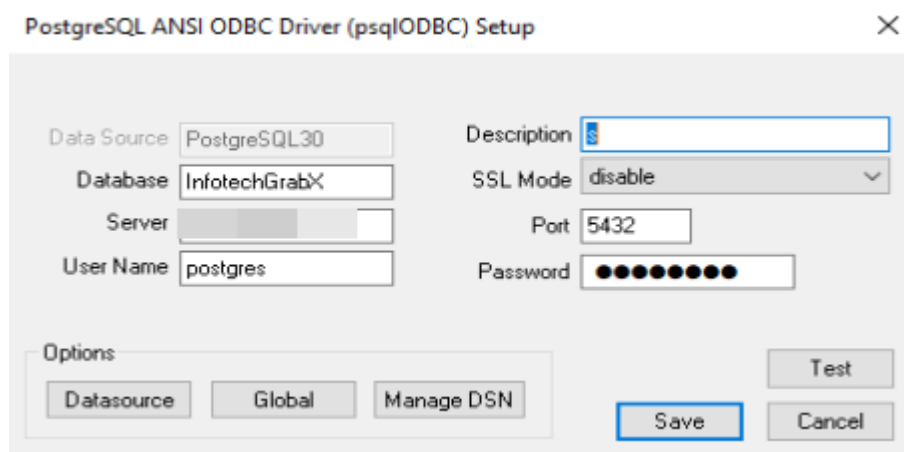 PostgreSQL ANSI ODBC Driver (psqlODBC) Setup
Data Source PostgreSQL30
Description s
Database InfotechGrabX
SSL Mode disable
Server
Port 5432
User Name postgres
Password ●●●●●●●●
Options
Datasource Global Manage DSN
Test
Save Cancel